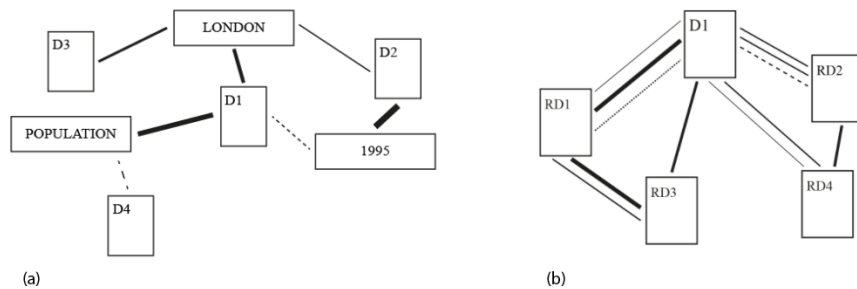 LONDON
D3
D2
D1
POPULATION
1995
D4
(a)
D1
RD2
RD1
RD3
RD4
(b)